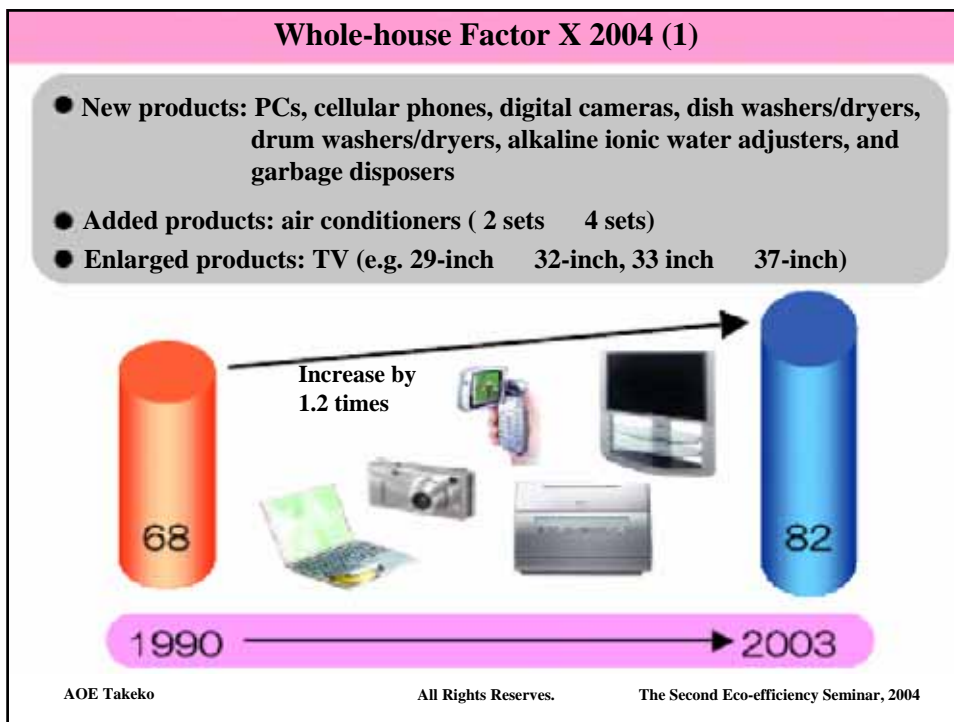 Whole-house Factor X 2004 (1)
● New products: PCs, cellular phones, digital cameras, dish washers/dryers,
drum washers/dryers, alkaline ionic water adjusters, and
garbage disposers
● Added products: air conditioners ( 2 sets 4 sets)
● Enlarged products: TV (e.g. 29-inch 32-inch, 33 inch 37-inch)
Increase by
1.2 times
68
82
1990
2003
AOE Takeko All Rights Reserves. The Second Eco-efficiency Seminar, 2004